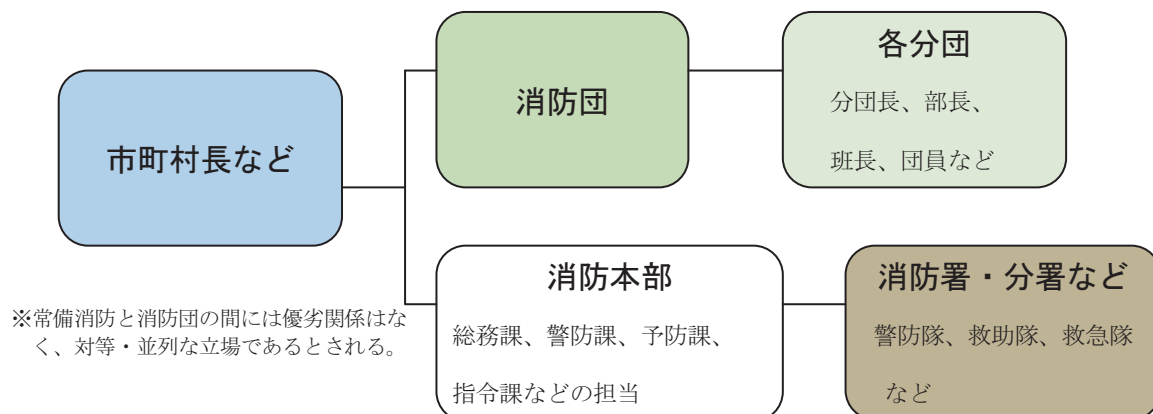 市町村長など
消防団
各分団
分団長、部長、
班長、団員など
消防本部
総務課、警防課、予防課、
指令課などの担当
消防署・分署など
警防隊、救助隊、救急隊
など
※常備消防と消防団の間には優劣関係はな
く、対等・並列な立場であるとされる。